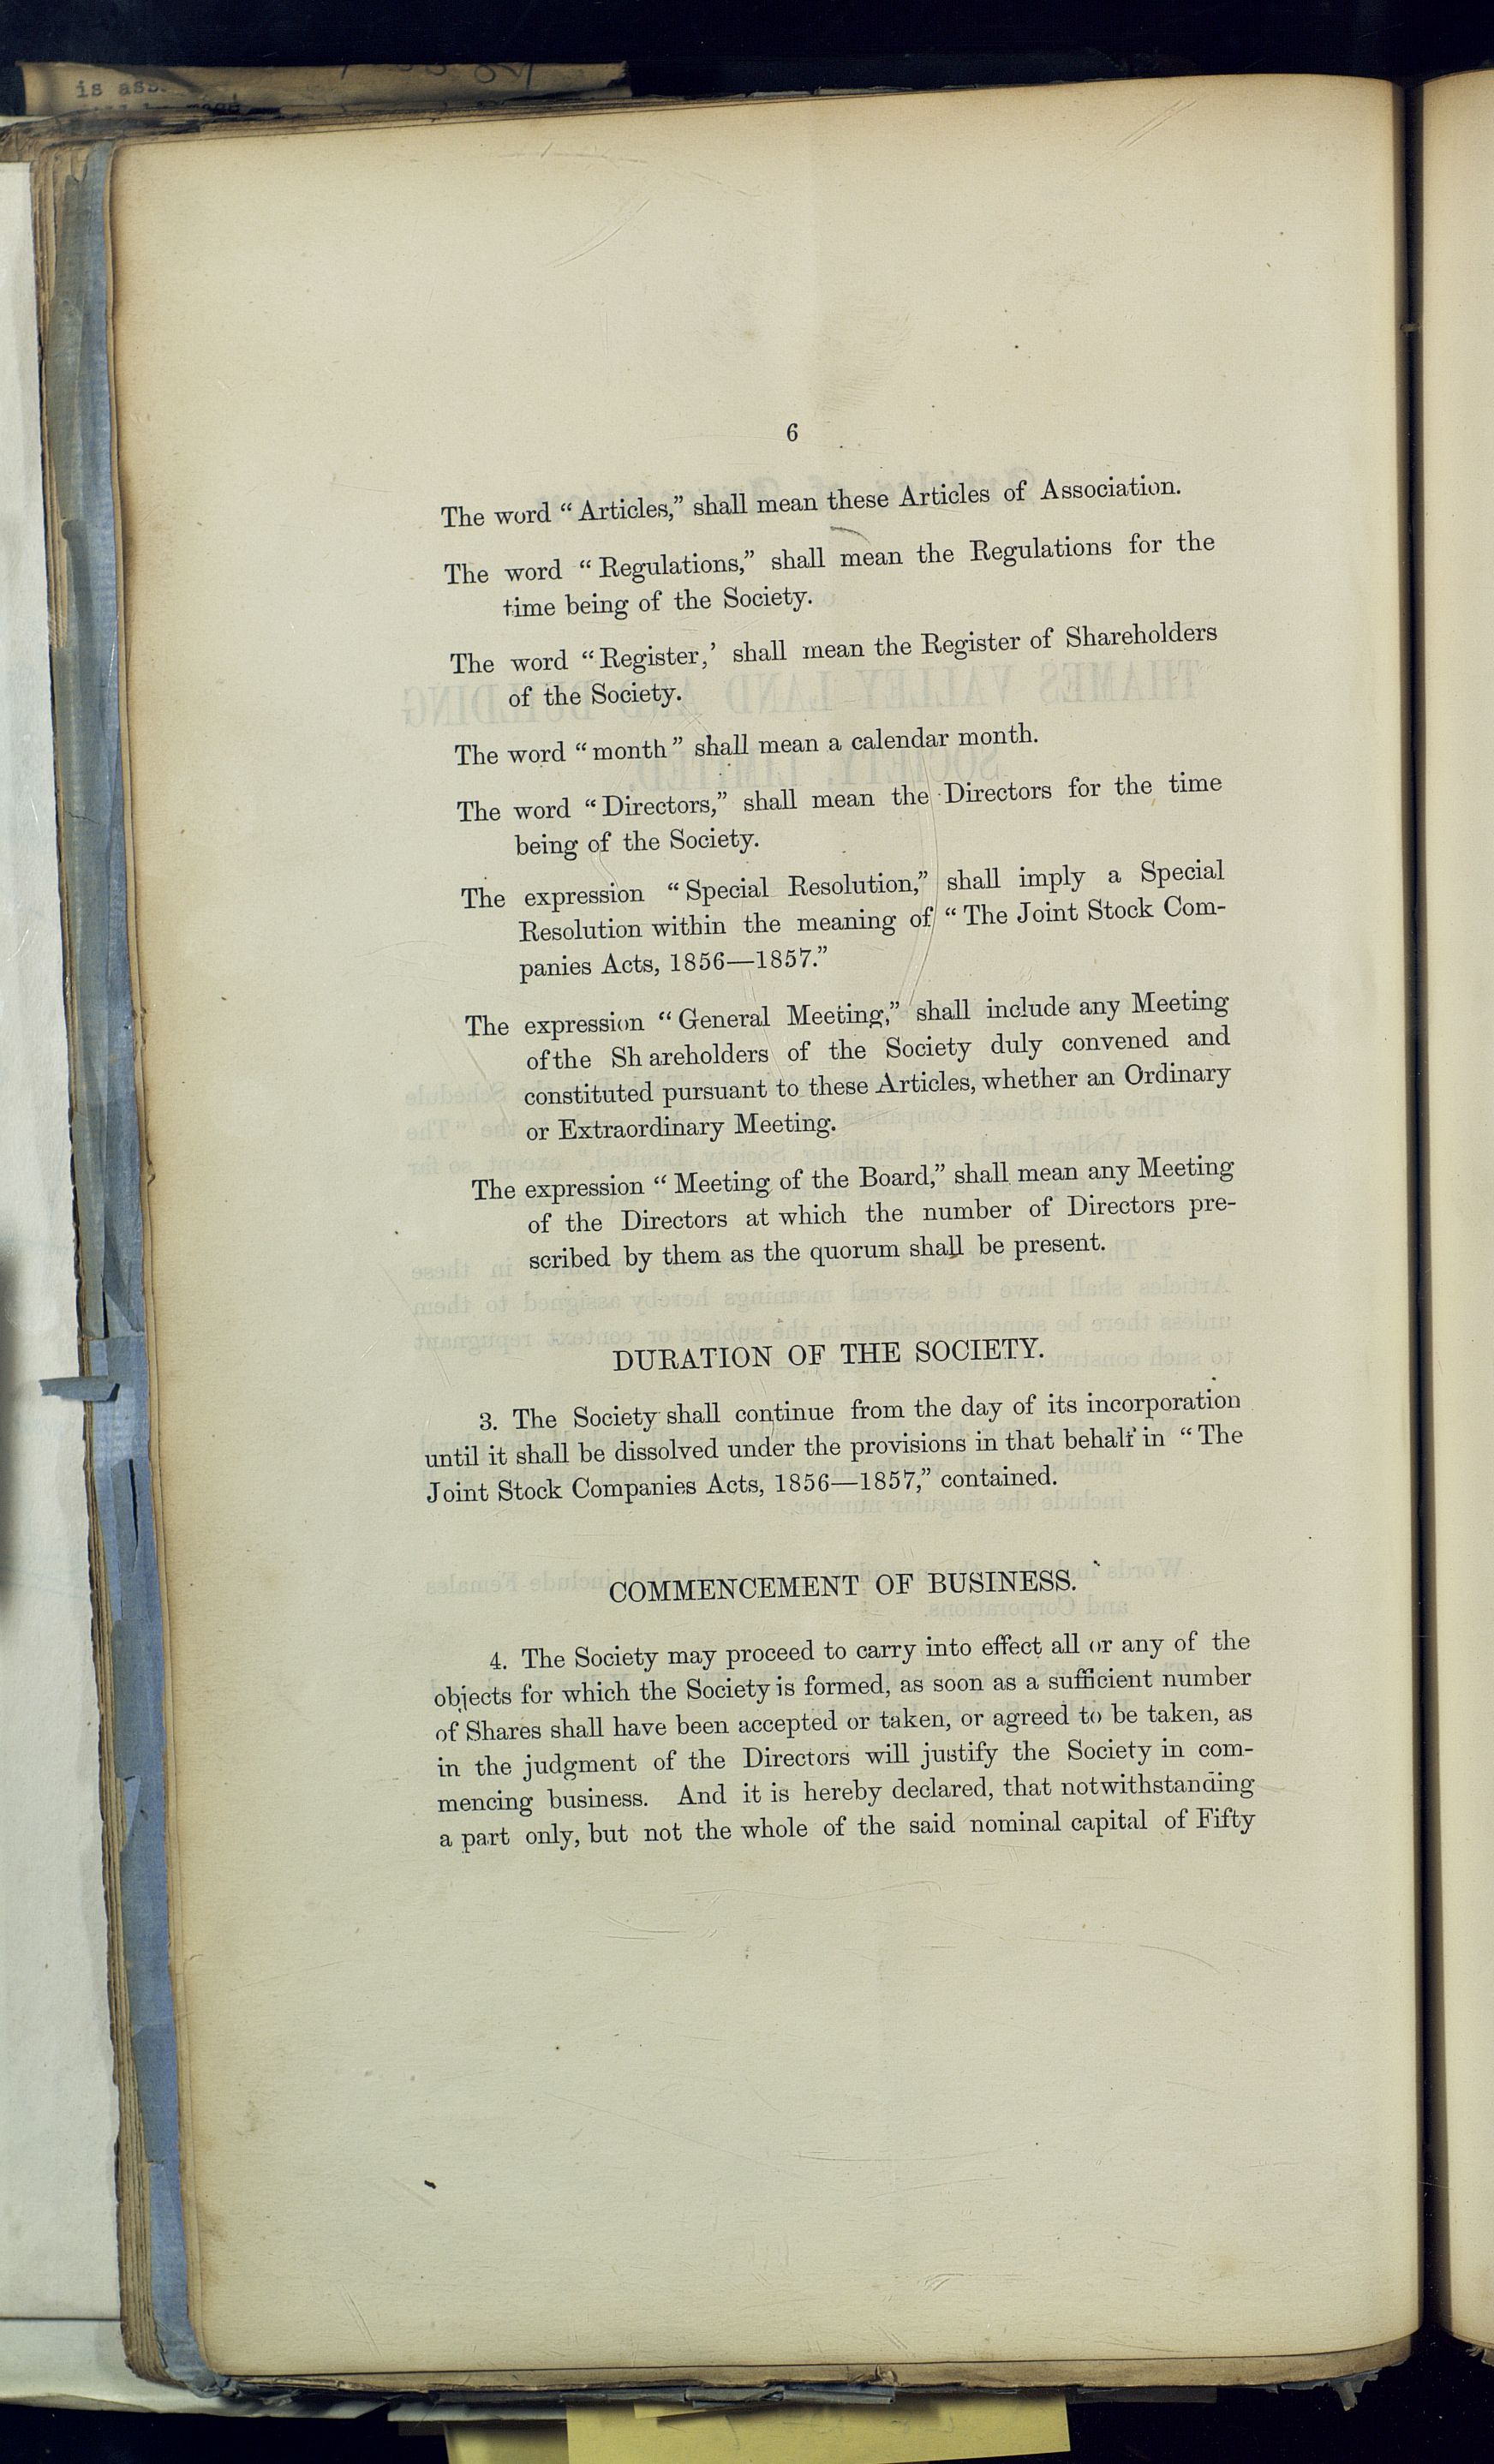 is ass
6
The word “Articles,” shall mean these Articles of Association.
The word “Regulations,” shall mean the Regulations for the
time being of the Society.
The word “Register,’ shall mean the Register of Shareholders
of the Society.
The word “month” shall mean a calendar month.
The word “Directors,” shall mean the Directors for the time
being of the Society.
The expression “Special Resolution,” shall imply a Special
Resolution within the meaning of “The Joint Stock Com-
panies Acts, 1856—1857.”
The expression “General Meeting,” shall include any Meeting
of the Sh areholders of the Society duly convened and
constituted pursuant to these Articles, whether an Ordinary
or Extraordinary Meeting.
The expression “Meeting of the Board,” shall mean any Meeting
of the Directors at which the number of Directors pre-
scribed by them as the quorum shall be present.
DURATION OF THE SOCIETY.
3. The Society shall continue from the day of its incorporation
until it shall be dissolved under the provisions in that behalf in “The
Joint Stock Companies Acts, 1856—1857,” contained.
COMMENCEMENT OF BUSINESS.
4. The Society may proceed to carry into effect all or any of the
objects for which the Society is formed, as soon as a sufficient number
of Shares shall have been accepted or taken, or agreed to be taken, as
in the judgment of the Directors will justify the Society in com-
mencing business. And it is hereby declared, that notwithstanding
a part only, but not the whole of the said nominal capital of Fifty